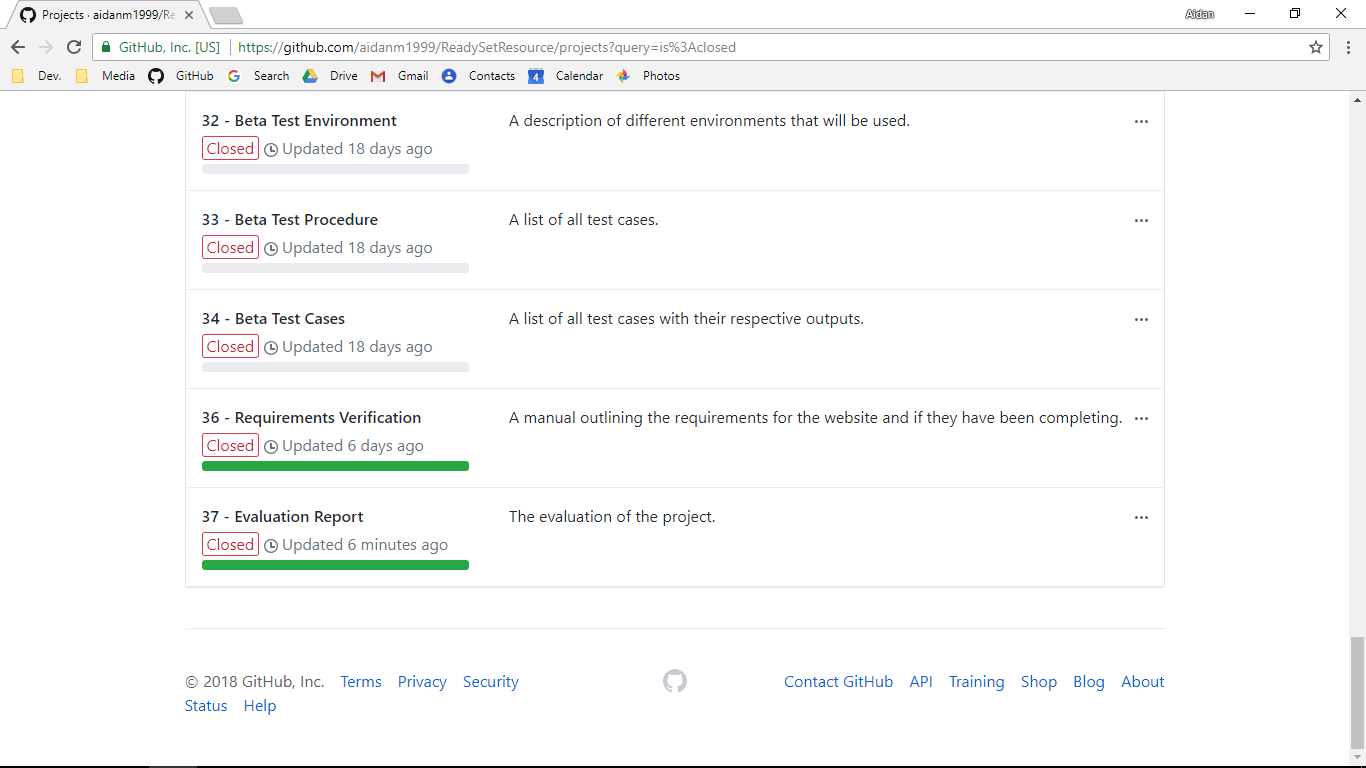 Projects · aidanm1999/Re
Aidan
GitHub, Inc. [US] https://github.com/aidanm1999/ReadySetResource/projects?query=is%3Aclosed
Dev. Media GitHub Search Drive Gmail Contacts 4 Calendar Photos
32 - Beta Test Environment A description of different environments that will be used.
Closed Updated 18 days ago
33 - Beta Test Procedure A list of all test cases.
Closed Updated 18 days ago
34 - Beta Test Cases A list of all test cases with their respective outputs.
Closed Updated 18 days ago
36 - Requirements Verification A manual outlining the requirements for the website and if they have been completing.
Closed Updated 6 days ago
37 - Evaluation Report The evaluation of the project.
Closed Updated 6 minutes ago
© 2018 GitHub, Inc. Terms Privacy Security Contact GitHub API Training Shop Blog About
Status Help